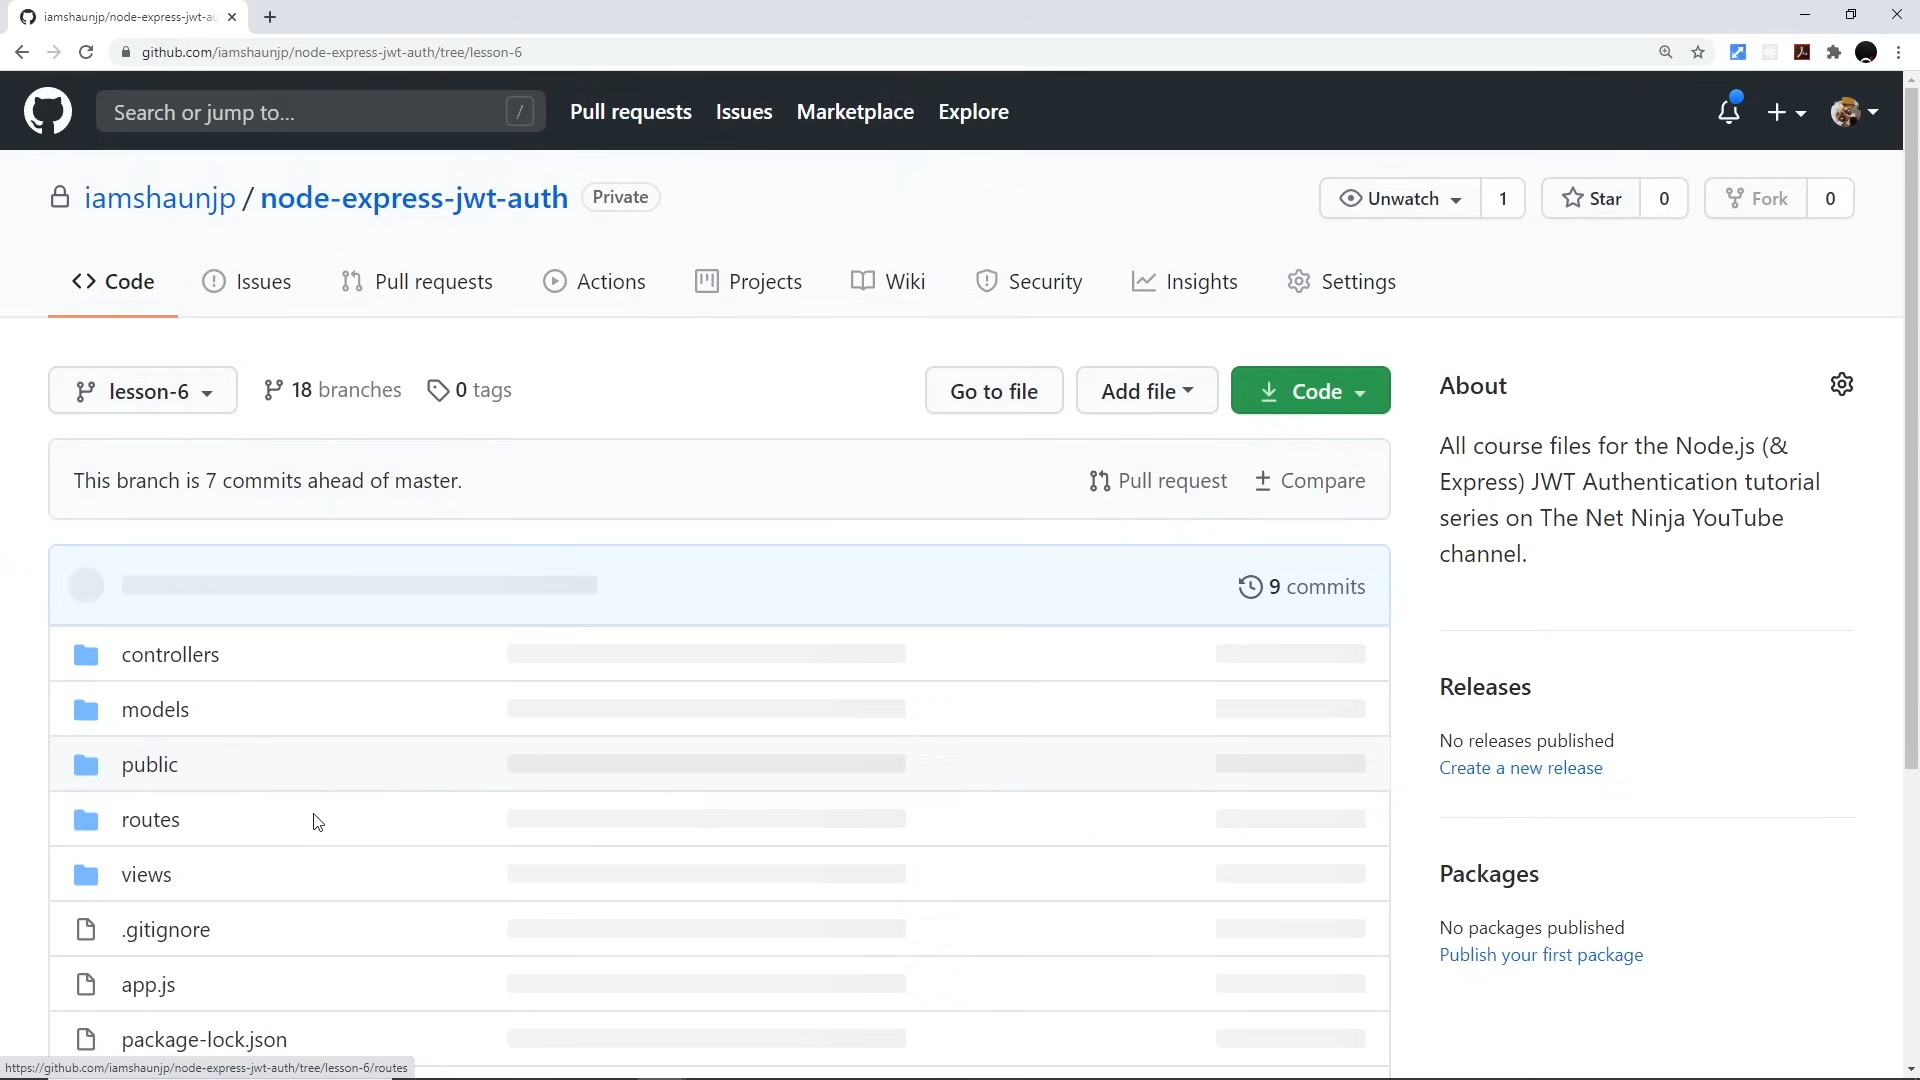 iamshaunjp/node-express-jwt-au
github.com/iamshaunjp/node-express-jwt-auth/tree/lesson-6
Search or jump to...
/
Pull requests
Issues
Marketplace
Explore
iamshaunjp / node-express-jwt-auth
Private
Unwatch
1
Star
0
Fork
0
Code
Issues
Pull requests
Actions
Projects
Wiki
Security
Insights
Settings
lesson-6
18 branches
0 tags
Go to file
Add file
Code
This branch is 7 commits ahead of master.
Pull request
Compare
9 commits
controllers
models
public
routes
views
.gitignore
app.js
package-lock.json
About
All course files for the Node.js (&
Express) JWT Authentication tutorial
series on The Net Ninja YouTube
channel.
Releases
No releases published
Create a new release
Packages
No packages published
Publish your first package
https://github.com/iamshaunjp/node-express-jwt-auth/tree/lesson-6/routes